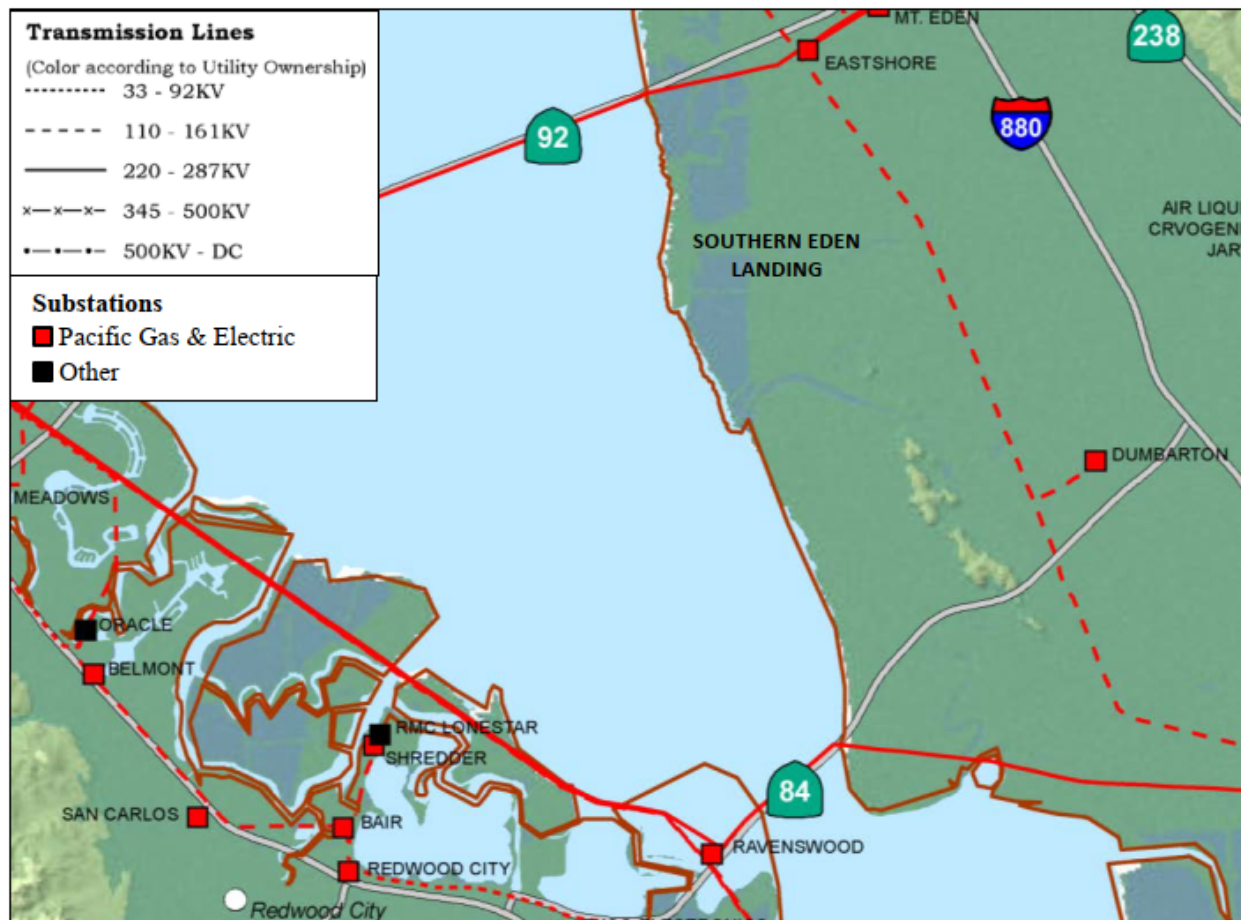 Transmission Lines
(Color according to Utility Ownership)
33 - 92KV
110 - 161KV
220 - 287KV
345 - 500KV
500KV - DC
Substations
Pacific Gas & Electric
Other
MT. EDEN
EASTSHORE
238
880
92
AIR LIQU
CRVOGEN
JAR
SOUTHERN EDEN
LANDING
DUMBARTON
MEADOWS
ORACLE
BELMONT
RMC LONESTAR
SHREDDER
SAN CARLOS
BAIR
84
RAVENSWOOD
REDWOOD CITY
Redwood City